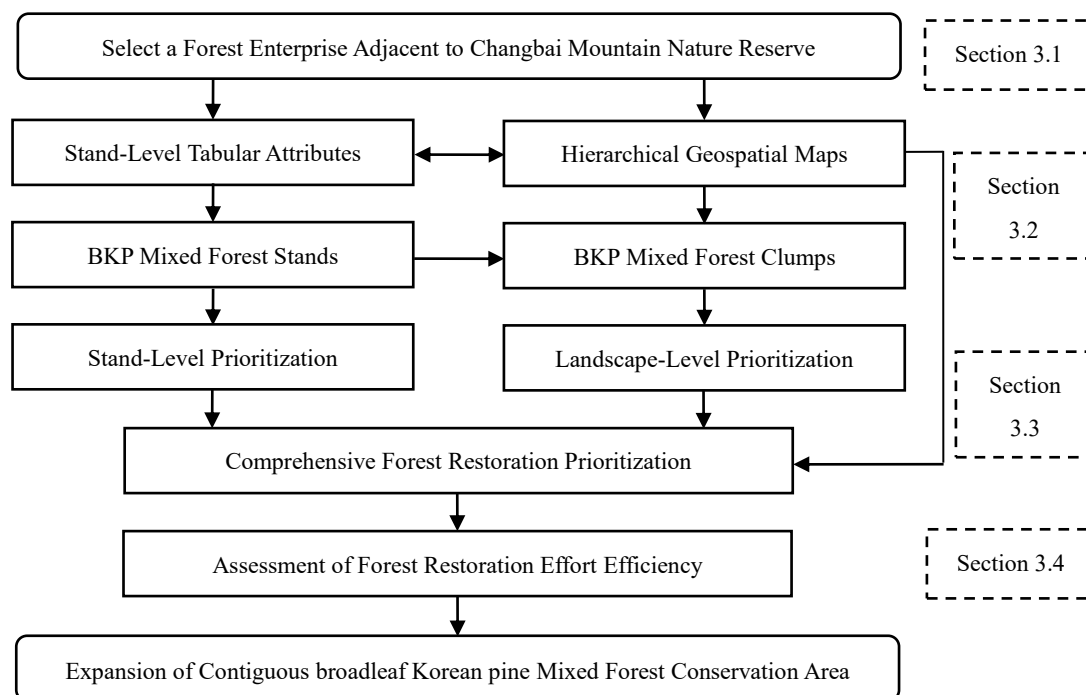 Select a Forest Enterprise Adjacent to Changbai Mountain Nature Reserve
Section 3.1
Stand-Level Tabular Attributes
Hierarchical Geospatial Maps
Section
3.2
BKP Mixed Forest Stands
BKP Mixed Forest Clumps
Stand-Level Prioritization
Landscape-Level Prioritization
Section
3.3
Comprehensive Forest Restoration Prioritization
Assessment of Forest Restoration Effort Efficiency
Section 3.4
Expansion of Contiguous broadleaf Korean pine Mixed Forest Conservation Area